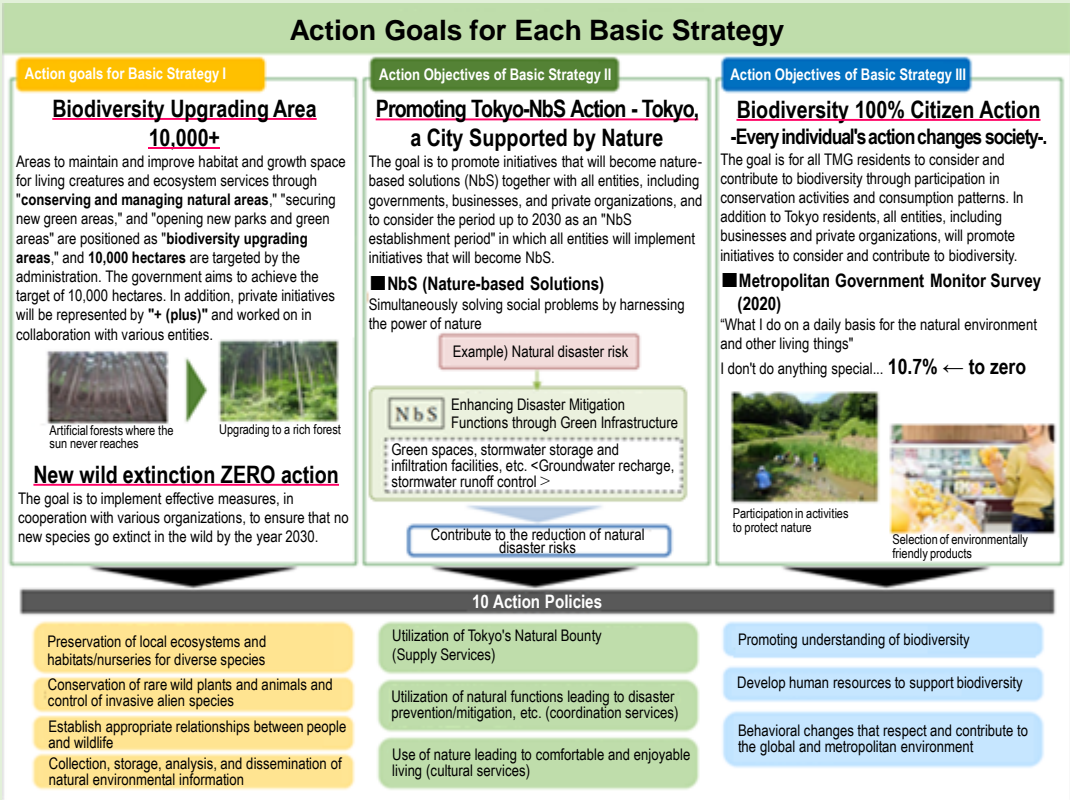 Action Goals for Each Basic Strategy
Action goals for Basic Strategy I
Biodiversity Upgrading Area
10,000+
Areas to maintain and improve habitat and growth space
for living creatures and ecosystem services through
"conserving and managing natural areas," "securing
new green areas," and "opening new parks and green
areas" are positioned as "biodiversity upgrading
areas," and 10,000 hectares are targeted by the
administration. The government aims to achieve the
target of 10,000 hectares. In addition, private initiatives
will be represented by "+ (plus)" and worked on in
collaboration with various entities.
Artificial forests where the
sun never reaches
Upgrading to a rich forest
New wild extinction ZERO action
The goal is to implement effective measures, in
cooperation with various organizations, to ensure that no
new species go extinct in the wild by the year 2030.
Action Objectives of Basic Strategy II
Promoting Tokyo-NbS Action - Tokyo,
a City Supported by Nature
The goal is to promote initiatives that will become nature-
based solutions (NbS) together with all entities, including
governments, businesses, and private organizations, and
to consider the period up to 2030 as an "NbS
establishment period" in which all entities will implement
initiatives that will become NbS.
■NbS (Nature-based Solutions)
Simultaneously solving social problems by harnessing
the power of nature
Example) Natural disaster risk
NbS
Enhancing Disaster Mitigation
Functions through Green Infrastructure
Green spaces, stormwater storage and
infiltration facilities, etc. <Groundwater recharge,
stormwater runoff control >
Contribute to the reduction of natural
disaster risks
Action Objectives of Basic Strategy III
Biodiversity 100% Citizen Action
-Every individual's action changes society-.
The goal is for all TMG residents to consider and
contribute to biodiversity through participation in
conservation activities and consumption patterns. In
addition to Tokyo residents, all entities, including
businesses and private organizations, will promote
initiatives to consider and contribute to biodiversity.
■Metropolitan Government Monitor Survey
(2020)
“What I do on a daily basis for the natural environment
and other living things"
I don't do anything special... 10.7% ← to zero
Participation in activities
to protect nature
Selection of environmentally
friendly products
10 Action Policies
Preservation of local ecosystems and
habitats/nurseries for diverse species
Conservation of rare wild plants and animals and
control of invasive alien species
Establish appropriate relationships between people
and wildlife
Collection, storage, analysis, and dissemination of
natural environmental information
Utilization of Tokyo's Natural Bounty
(Supply Services)
Utilization of natural functions leading to disaster
prevention/mitigation, etc. (coordination services)
Use of nature leading to comfortable and enjoyable
living (cultural services)
Promoting understanding of biodiversity
Develop human resources to support biodiversity
Behavioral changes that respect and contribute to
the global and metropolitan environment